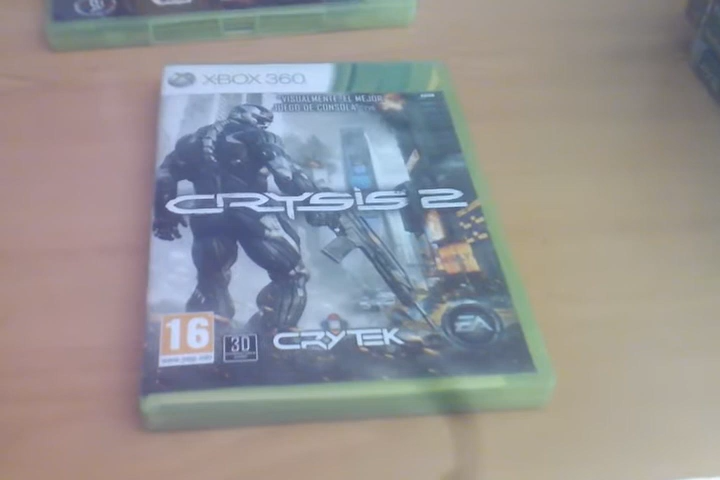 XBOX 360
"VISUALMENTE, EL MEJOR
JUEGO DE CONSOLA"
CRYSIS 2
16
www.pegi.info
3D
CRYTEK
EA